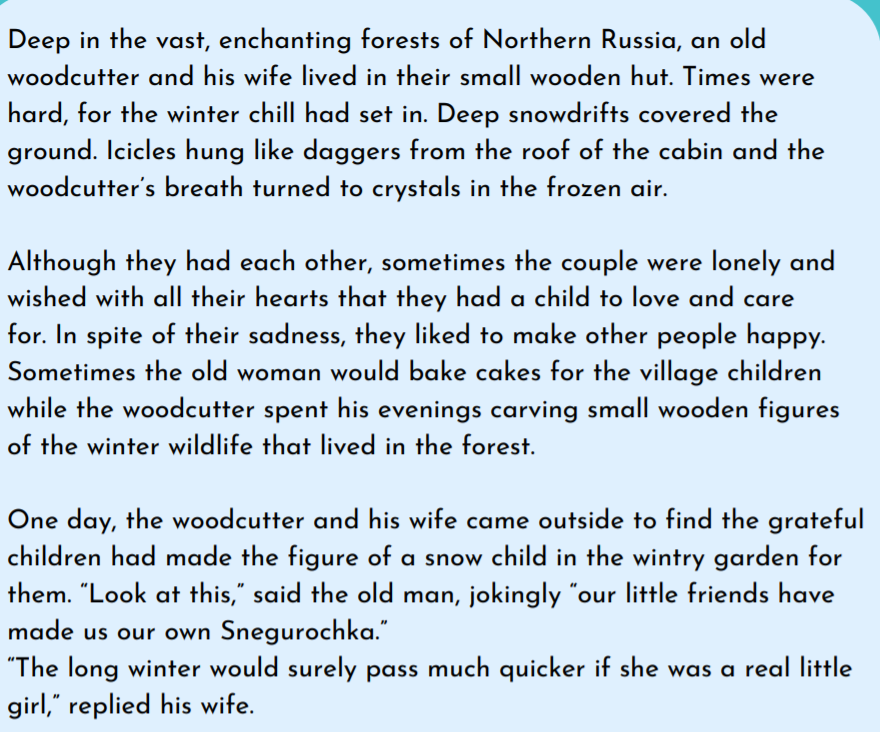 Deep in the vast, enchanting forests of Northern Russia, an old
woodcutter and his wife lived in their small wooden hut. Times were
hard, for the winter chill had set in. Deep snowdrifts covered the
ground. Icicles hung like daggers from the roof of the cabin and the
woodcutter’s breath turned to crystals in the frozen air.

Although they had each other, sometimes the couple were lonely and
wished with all their hearts that they had a child to love and care
for. In spite of their sadness, they liked to make other people happy.
Sometimes the old woman would bake cakes for the village children
while the woodcutter spent his evenings carving small wooden figures
of the winter wildlife that lived in the forest.

One day, the woodcutter and his wife came outside to find the grateful
children had made the figure of a snow child in the wintry garden for
them. “Look at this,” said the old man, jokingly “our little friends have
made us our own Snegurochka.”
“The long winter would surely pass much quicker if she was a real little
girl,” replied his wife.